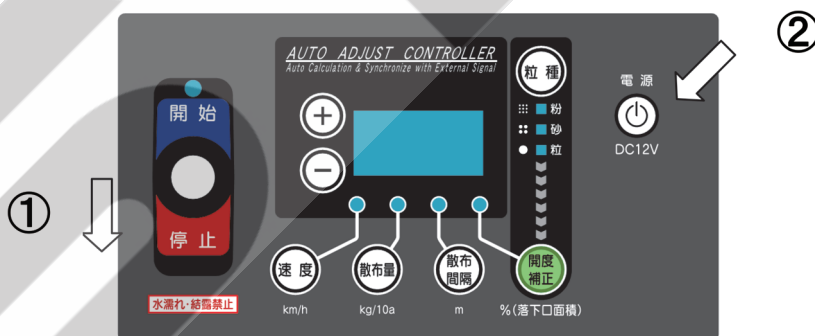 ②
AUTO ADJUST CONTROLLER
Auto Calculation & Synchronize with External Signal
粒種
電源
開始
粉
砂
粒
DC12V
①
停止
速度
散布量
散布
間隔
開度
補正
水濡れ・結露禁止
km/h
kg/10a
m
%(落下口面積)